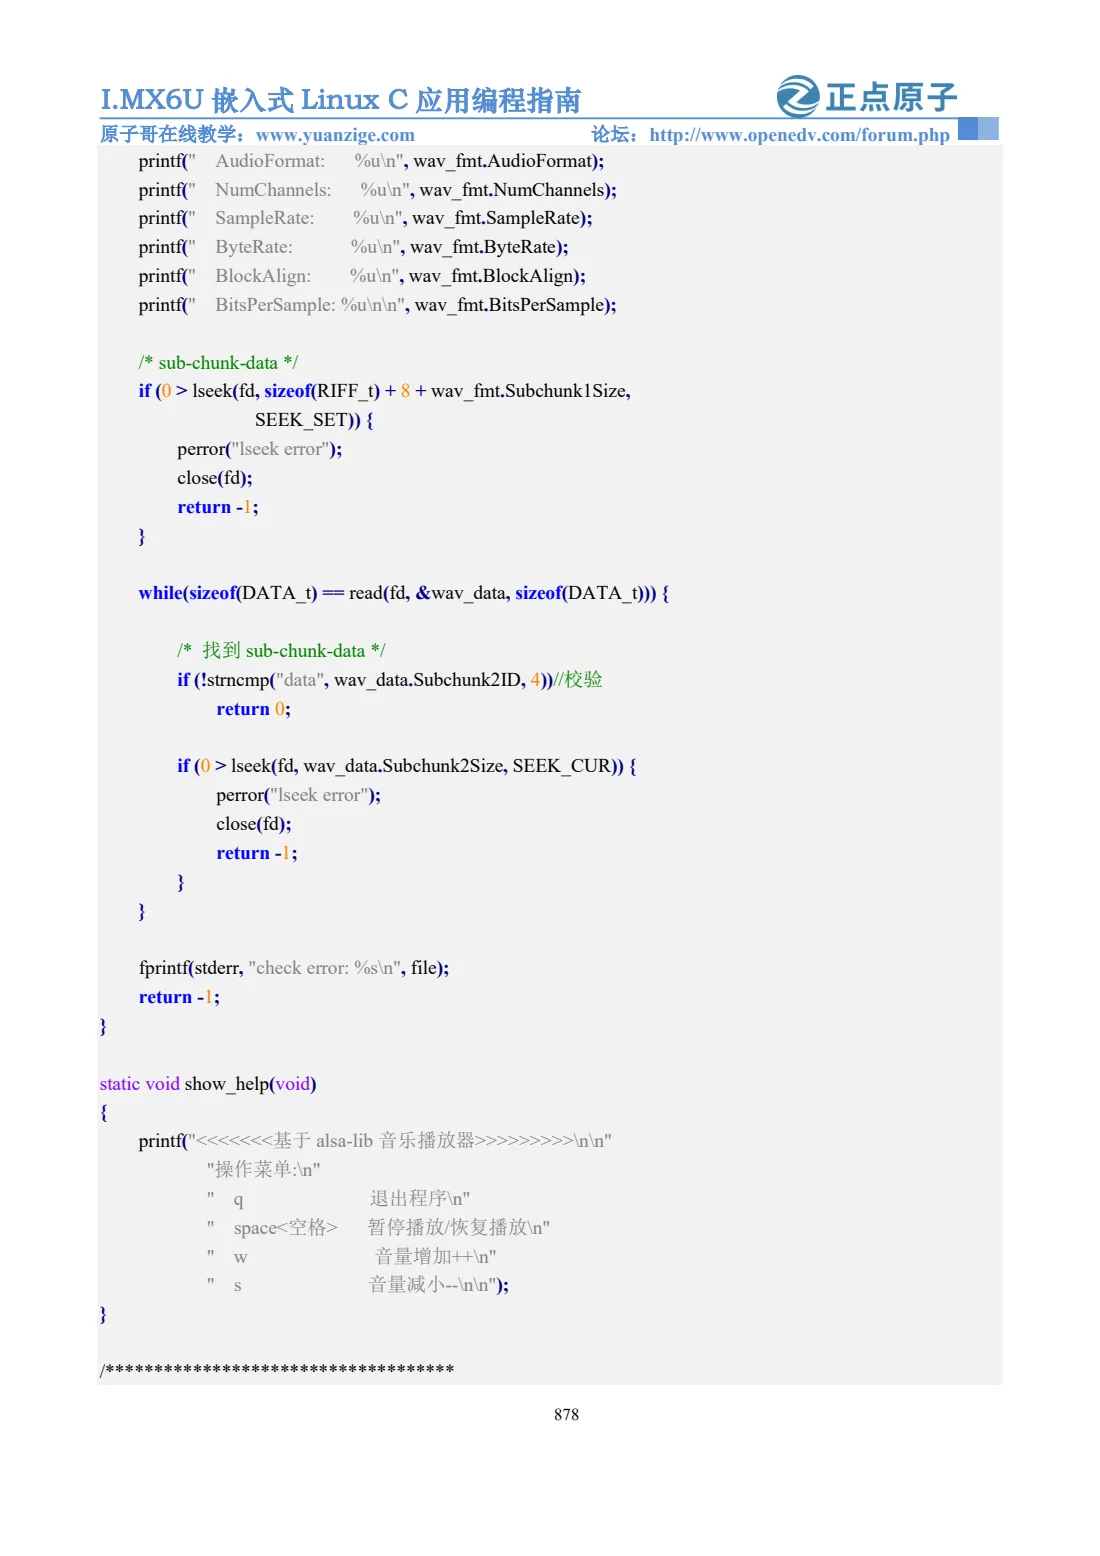 I.MX6U 嵌入式 Linux C 应用编程指南
正点原子
原子哥在线教学：www.yuanzige.com 论坛：http://www.openedv.com/forum.php
printf("    AudioFormat:      %u\n", wav_fmt.AudioFormat);
printf("    NumChannels:      %u\n", wav_fmt.NumChannels);
printf("    SampleRate:        %u\n", wav_fmt.SampleRate);
printf("    ByteRate:            %u\n", wav_fmt.ByteRate);
printf("    BlockAlign:        %u\n", wav_fmt.BlockAlign);
printf("    BitsPerSample: %u\n\n", wav_fmt.BitsPerSample);
/* sub-chunk-data */
if (0 > lseek(fd, sizeof(RIFF_t) + 8 + wav_fmt.Subchunk1Size,
SEEK_SET)) {
perror("lseek error");
close(fd);
return -1;
}
while(sizeof(DATA_t) == read(fd, &wav_data, sizeof(DATA_t))) {
/* 找到 sub-chunk-data */
if (!strncmp("data", wav_data.Subchunk2ID, 4))//校验
return 0;
if (0 > lseek(fd, wav_data.Subchunk2Size, SEEK_CUR)) {
perror("lseek error");
close(fd);
return -1;
}
}
fprintf(stderr, "check error: %s\n", file);
return -1;
}
static void show_help(void)
{
printf("<<<<<<<基于 alsa-lib 音乐播放器>>>>>>>>>\n\n"
"操作菜单:\n"
"    q                          退出程序\n"
"    space<空格>      暂停播放/恢复播放\n"
"    w                          音量增加++\n"
"    s                          音量减小--\n\n");
}
/************************************
878